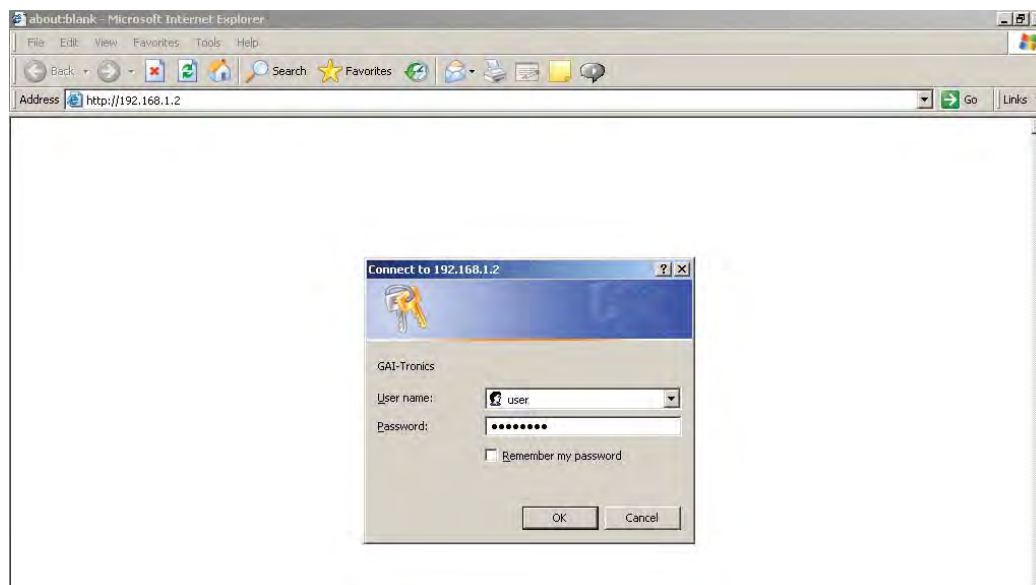 about:blank - Microsoft Internet Explorer
File Edit View Favorites Tools Help
Back Search Favorites
Address http://192.168.1.2 Go Links
Connect to 192.168.1.2
GAI-Tronics
User name: user
Password: ••••••••
Remember my password
OK Cancel